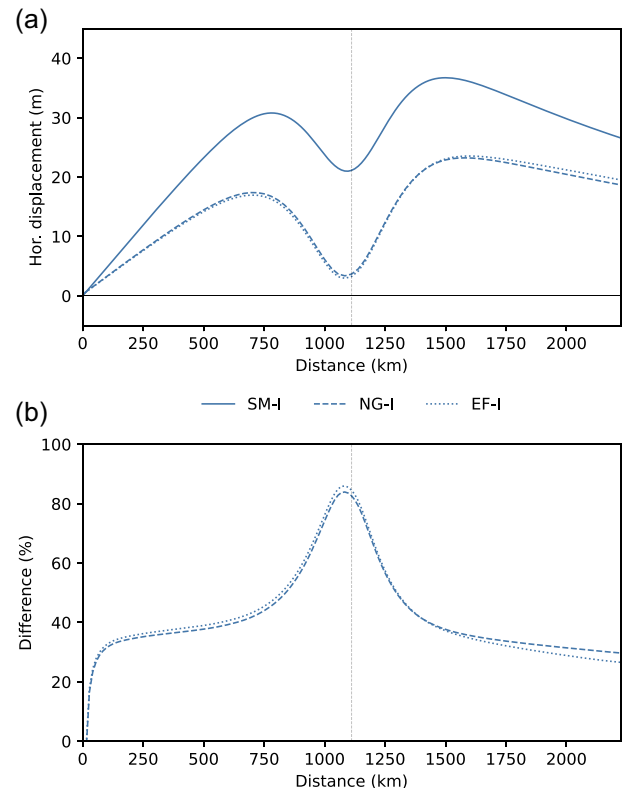 (a)
40
30
20
10
0
Hor. displacement (m)
0 250 500 750 1000 1250 1500 1750 2000
Distance (km)
SM-I NG-I EF-I
(b)
100
80
60
40
20
0
Difference (%)
0 250 500 750 1000 1250 1500 1750 2000
Distance (km)